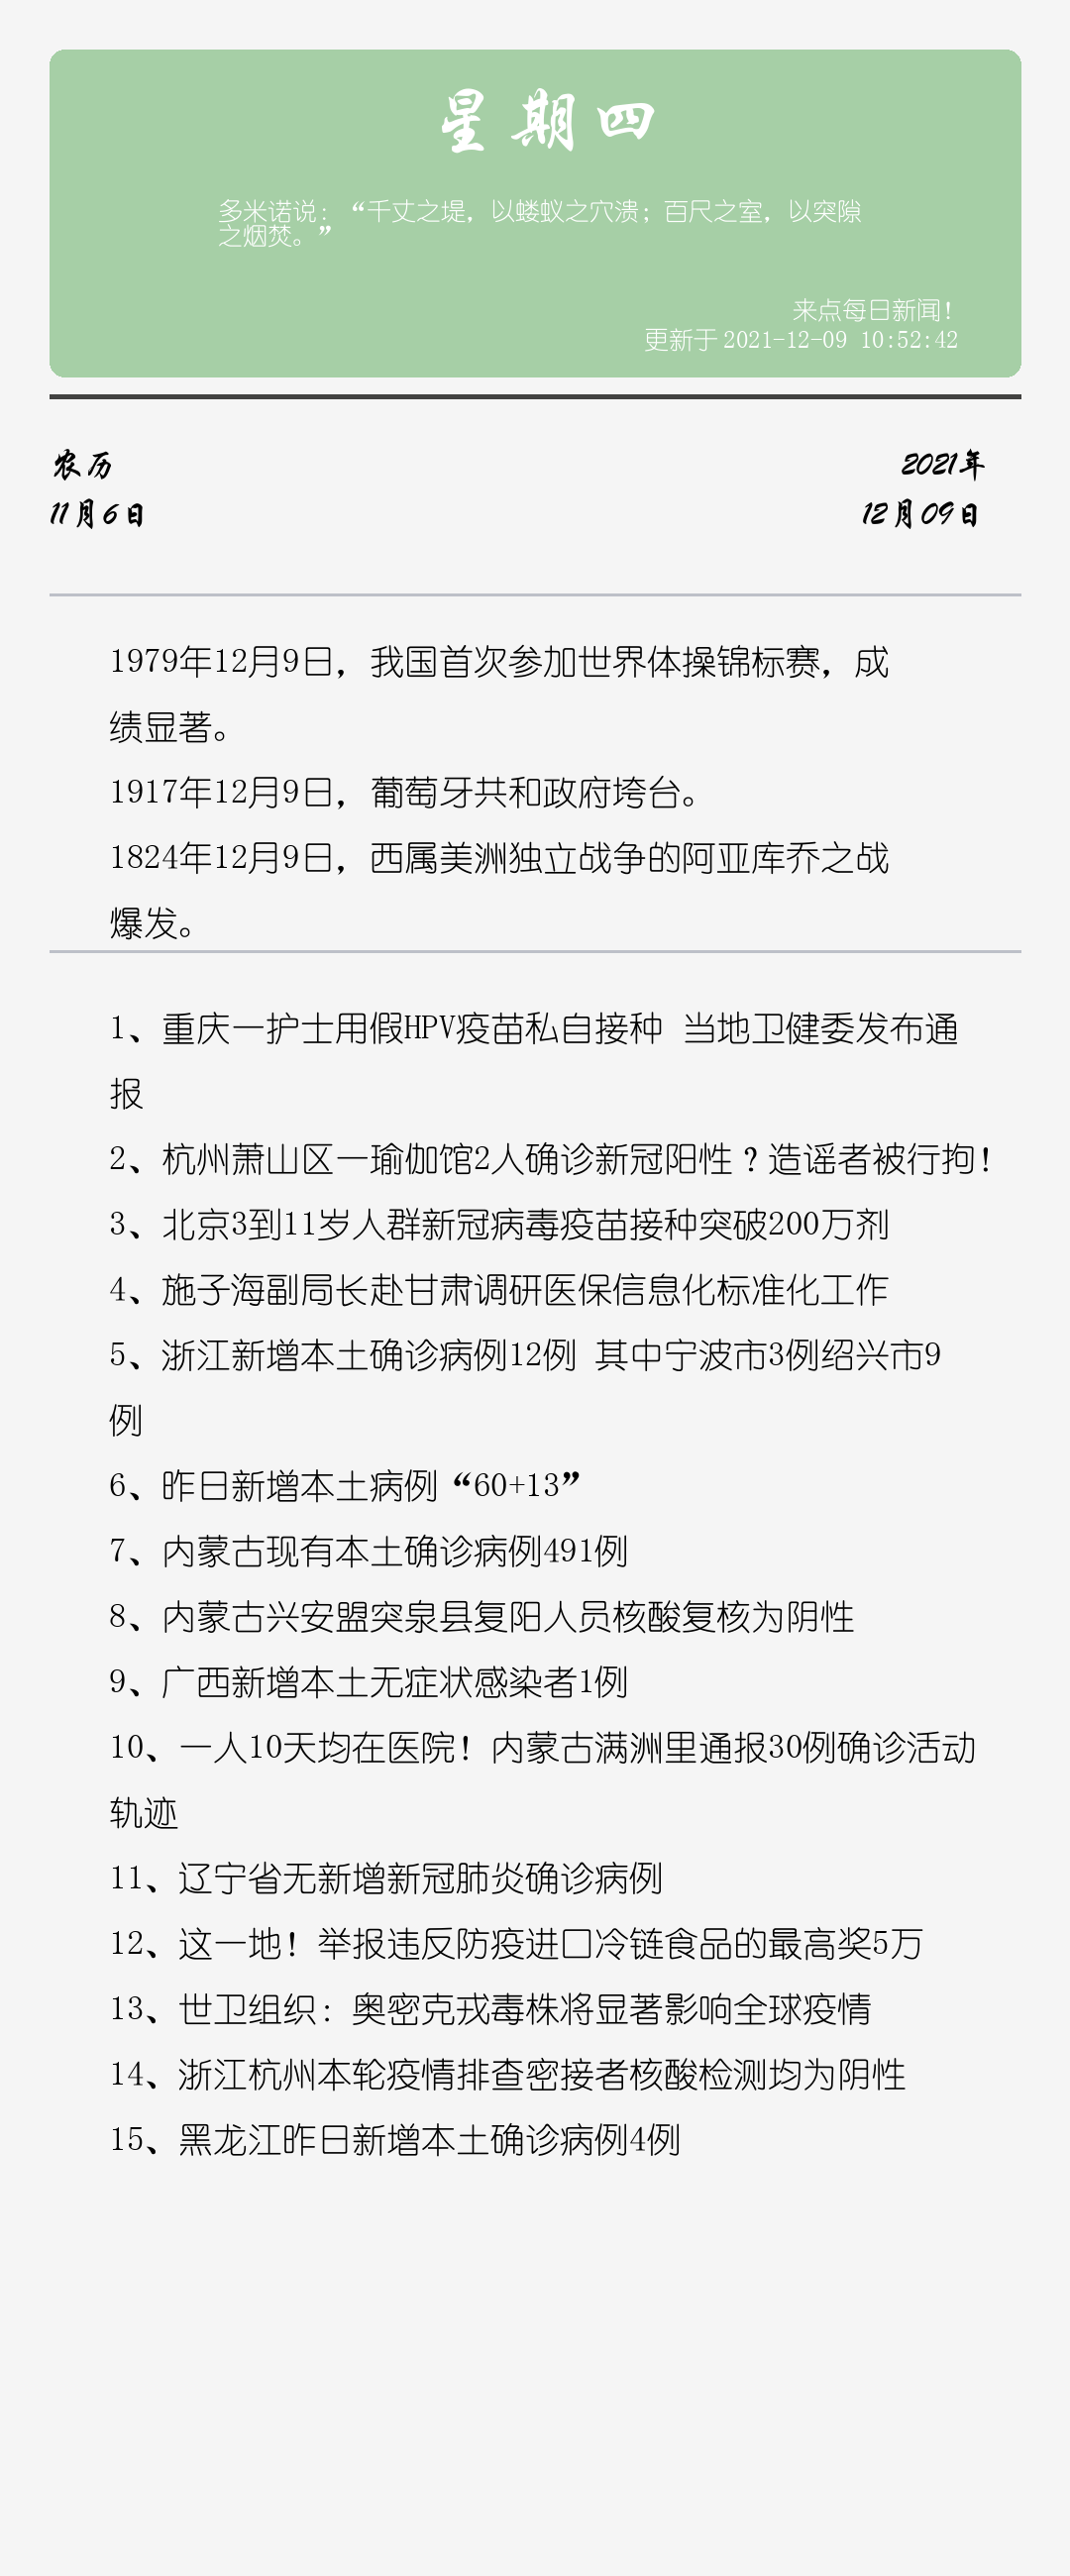 星期四
多米诺说：“千丈之堤，以蝼蚁之穴溃；百尺之室，以突隙
之烟焚。”
来点每日新闻！
更新于 2021-12-09 10:52:42
农历
2021年
11月6日
12月09日
1979年12月9日，我国首次参加世界体操锦标赛，成
绩显著。
1917年12月9日，葡萄牙共和政府垮台。
1824年12月9日，西属美洲独立战争的阿亚库乔之战
爆发。
1、重庆一护士用假HPV疫苗私自接种 当地卫健委发布通
报
2、杭州萧山区一瑜伽馆2人确诊新冠阳性？造谣者被行拘！
3、北京3到11岁人群新冠病毒疫苗接种突破200万剂
4、施子海副局长赴甘肃调研医保信息化标准化工作
5、浙江新增本土确诊病例12例 其中宁波市3例绍兴市9
例
6、昨日新增本土病例“60+13”
7、内蒙古现有本土确诊病例491例
8、内蒙古兴安盟突泉县复阳人员核酸复核为阴性
9、广西新增本土无症状感染者1例
10、一人10天均在医院！内蒙古满洲里通报30例确诊活动
轨迹
11、辽宁省无新增新冠肺炎确诊病例
12、这一地！举报违反防疫进口冷链食品的最高奖5万
13、世卫组织：奥密克戎毒株将显著影响全球疫情
14、浙江杭州本轮疫情排查密接者核酸检测均为阴性
15、黑龙江昨日新增本土确诊病例4例